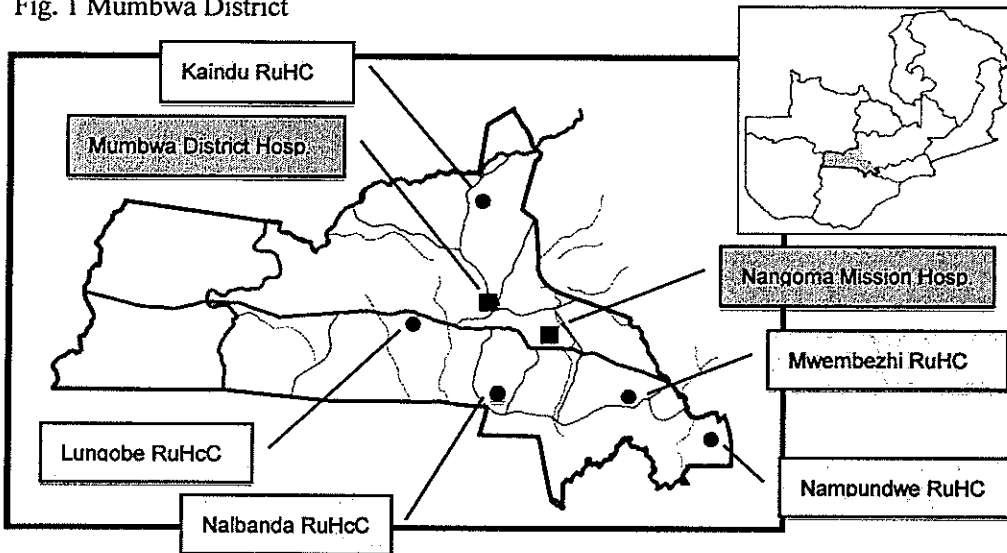 Fig. 1 Mumbwa District
Kaindu RuHC
Mumbwa District Hosp.
Nangoma Mission Hosp.
Mwembezhi RuHC
Lungobe RuHcC
Nampundwe RuHC
Nalbanda RuHcC